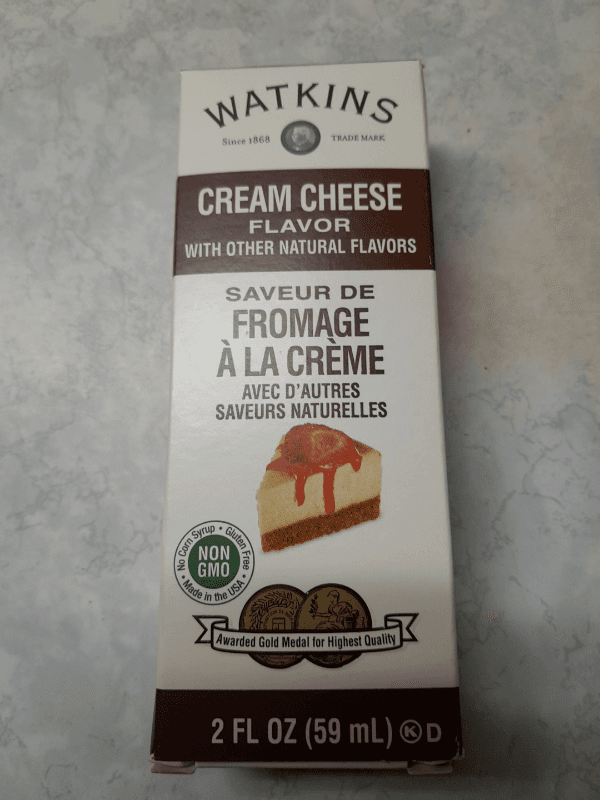 WATKINS
Since 1868 TRADE MARK
CREAM CHEESE
FLAVOR
WITH OTHER NATURAL FLAVORS
SAVEUR DE
FROMAGE
À LA CRÈME
AVEC D'AUTRES
SAVEURS NATURELLES
No Corn Syrup • Gluten Free • Made in the USA •
NON
GMO
Awarded Gold Medal for Highest Quality
2 FL OZ (59 mL) K D